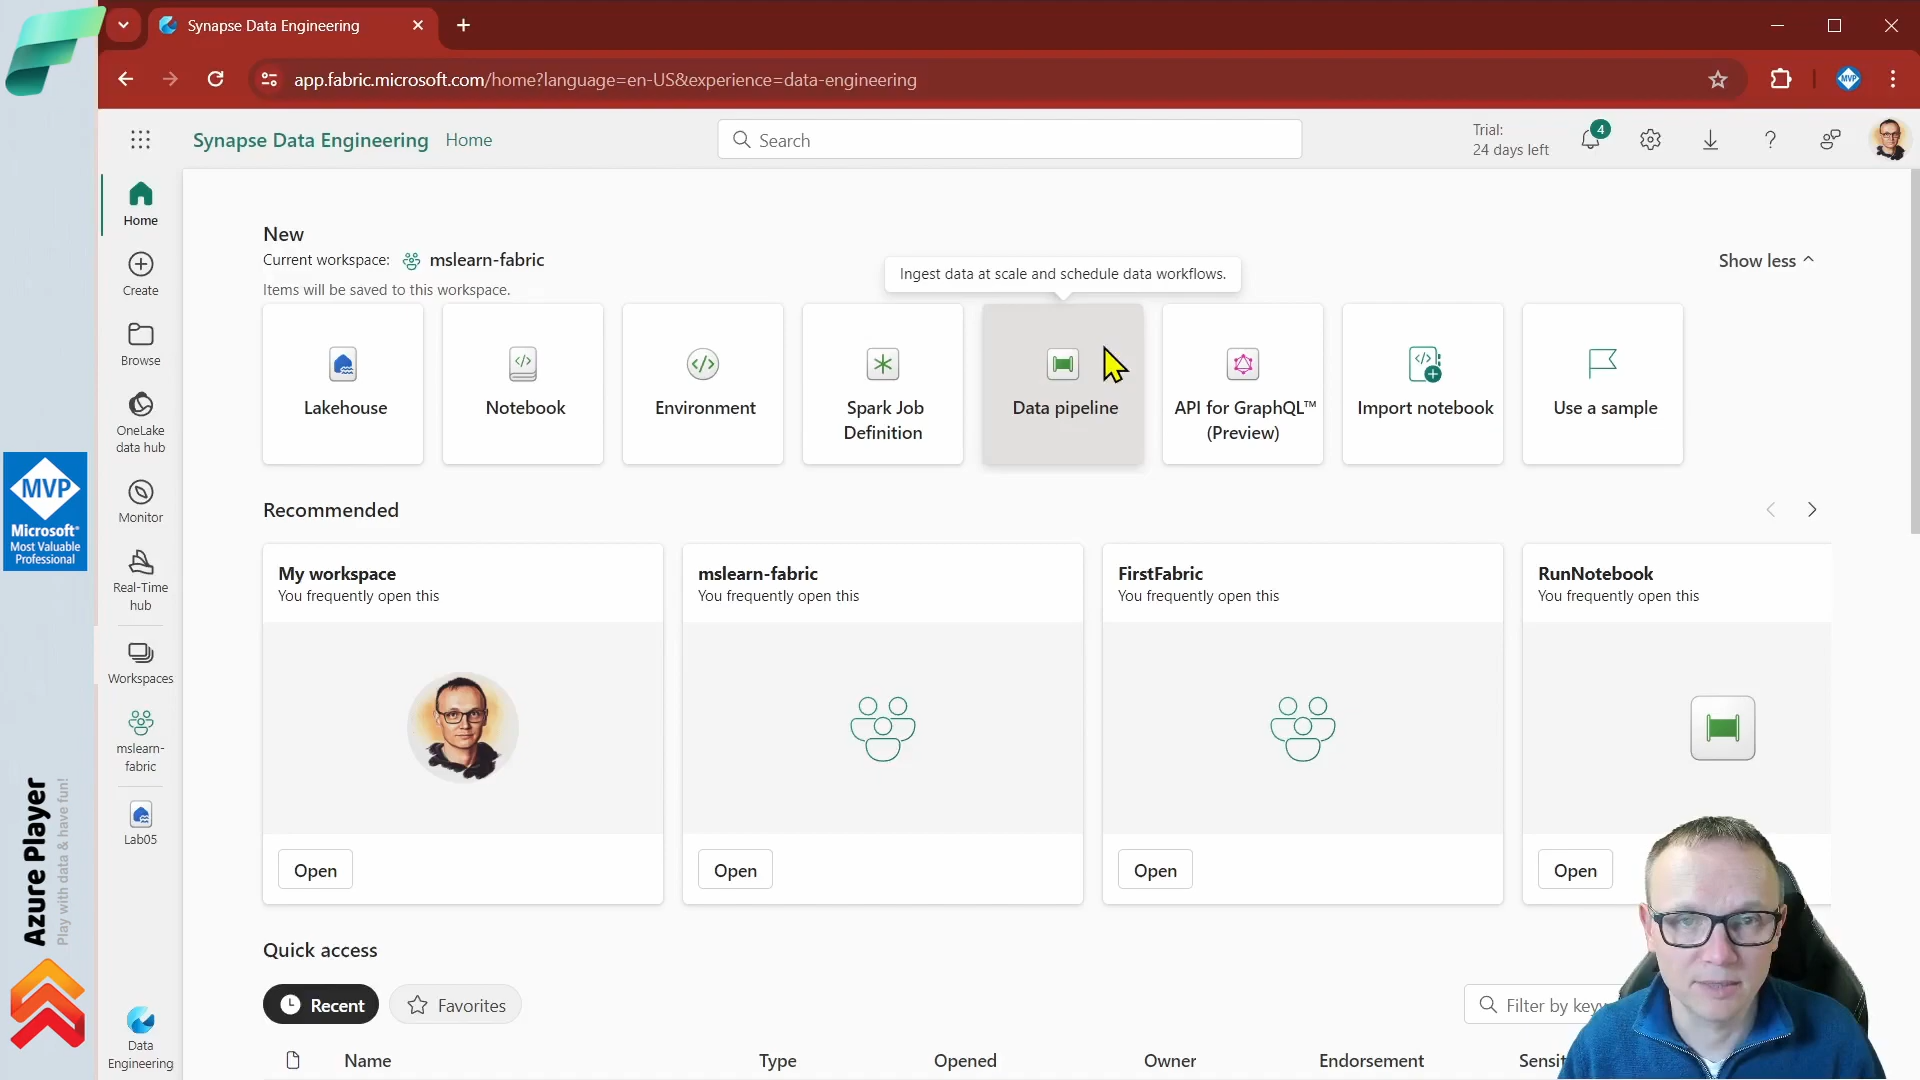 Synapse Data Engineering
app.fabric.microsoft.com/home?language=en-US&experience=data-engineering
MVP
Synapse Data Engineering
Home
Search
Trial:
24 days left
4
Home
Create
Browse
OneLake
data hub
Monitor
Real-Time
hub
Workspaces
mslearn-
fabric
Lab05
Data
Engineering
MVP
Microsoft®
Most Valuable
Professional
Azure Player
Play with data & have fun!
New
Current workspace: mslearn-fabric
Items will be saved to this workspace.
Show less
Ingest data at scale and schedule data workflows.
Lakehouse
Notebook
Environment
Spark Job
Definition
Data pipeline
API for GraphQL™
(Preview)
Import notebook
Use a sample
Recommended
My workspace
You frequently open this
Open
mslearn-fabric
You frequently open this
Open
FirstFabric
You frequently open this
Open
RunNotebook
You frequently open this
Open
Quick access
Recent
Favorites
Filter by keyw
Name
Type
Opened
Owner
Endorsement
Sensit